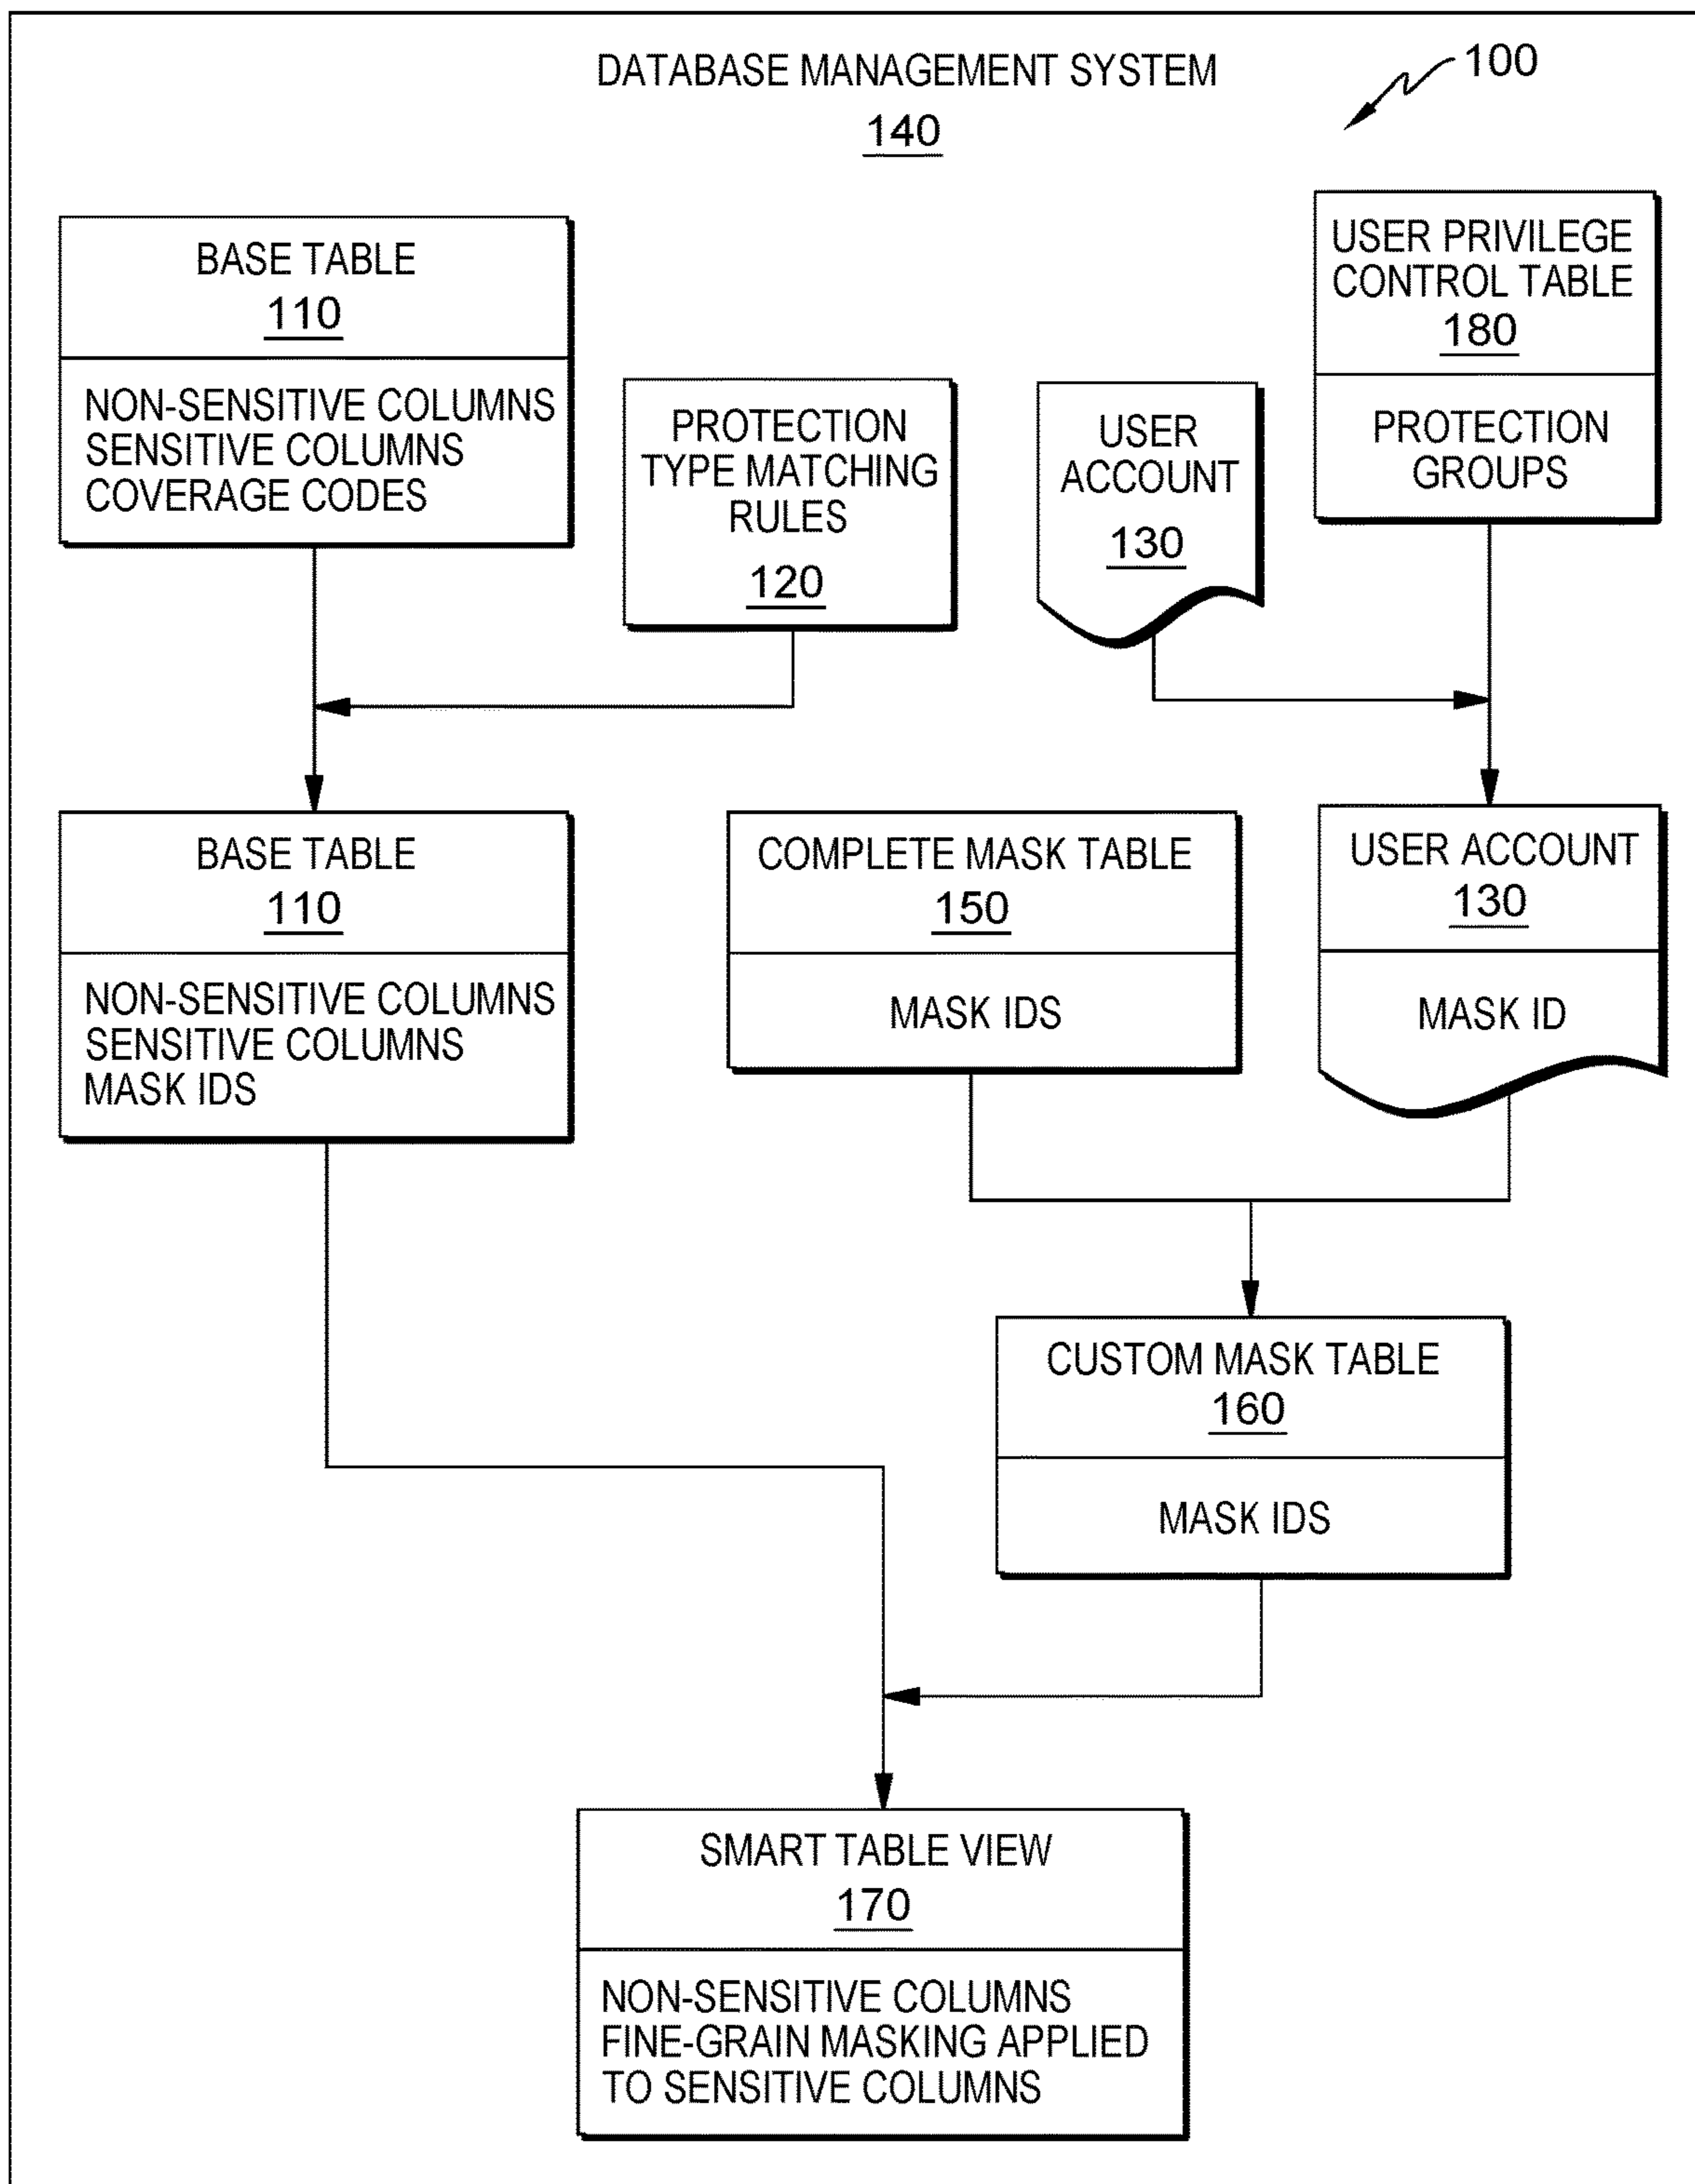 DATABASE MANAGEMENT SYSTEM
140
100
BASE TABLE
110
NON-SENSITIVE COLUMNS
SENSITIVE COLUMNS
COVERAGE CODES
PROTECTION
TYPE MATCHING
RULES
120
USER
ACCOUNT
130
USER PRIVILEGE
CONTROL TABLE
180
PROTECTION
GROUPS
BASE TABLE
110
NON-SENSITIVE COLUMNS
SENSITIVE COLUMNS
MASK IDS
COMPLETE MASK TABLE
150
MASK IDS
USER ACCOUNT
130
MASK ID
CUSTOM MASK TABLE
160
MASK IDS
SMART TABLE VIEW
170
NON-SENSITIVE COLUMNS
FINE-GRAIN MASKING APPLIED
TO SENSITIVE COLUMNS